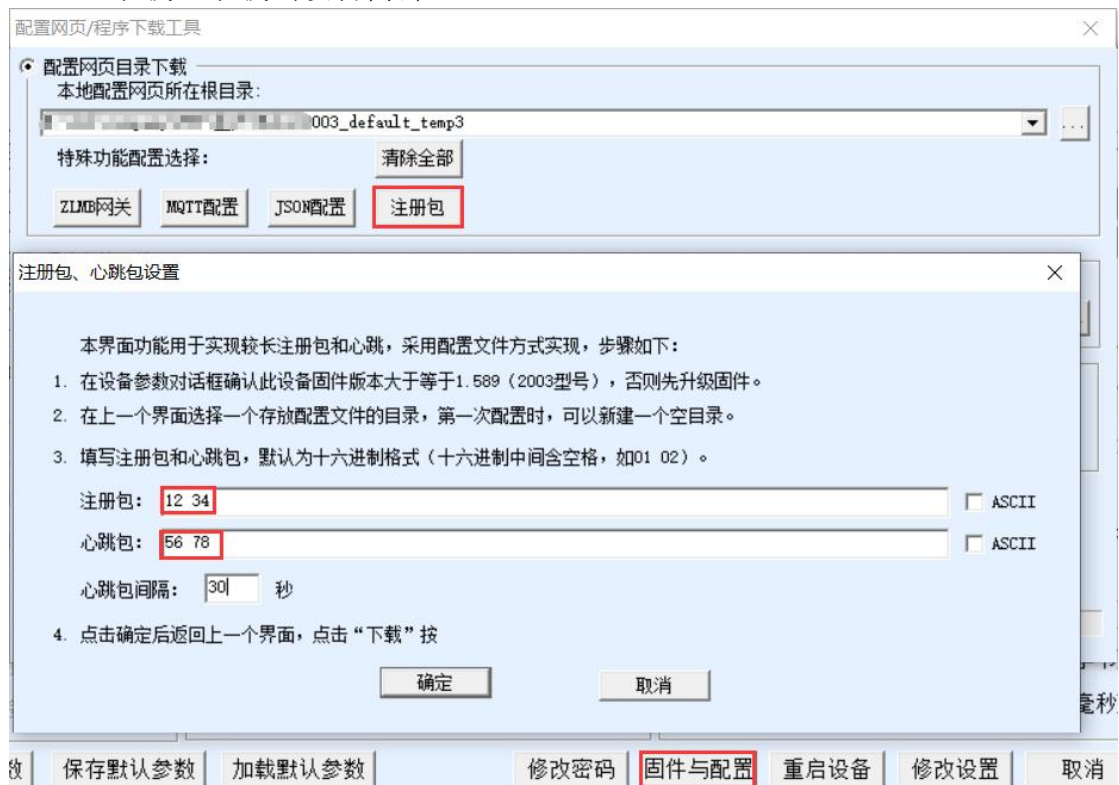 配置网页/程序下载工具
配置网页目录下载
本地配置网页所在根目录:
003_default_temp3
...
特殊功能配置选择:
清除全部
ZLMB网关 MQTT配置 JSON配置 注册包
注册包、心跳包设置
本界面功能用于实现较长注册包和心跳，采用配置文件方式实现，步骤如下：
1. 在设备参数对话框确认此设备固件版本大于等于1.589（2003型号），否则先升级固件。
2. 在上一个界面选择一个存放配置文件的目录，第一次配置时，可以新建一个空目录。
3. 填写注册包和心跳包，默认为十六进制格式（十六进制中间含空格，如01 02）。
注册包: 12 34 ASCII
心跳包: 56 78 ASCII
心跳包间隔: 30 秒
4. 点击确定后返回上一个界面，点击“下载”按
确定 取消
毫秒
保存默认参数 加载默认参数 修改密码 固件与配置 重启设备 修改设置 取消